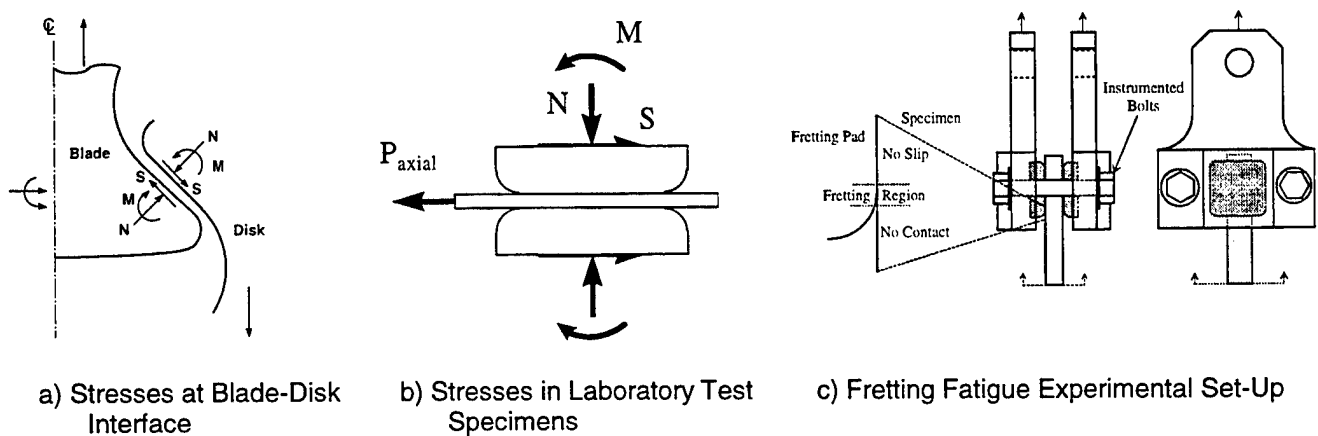 ℄
Blade
N
M
S
S
M
N
Disk
M
N
S
P axial
Fretting Pad
Specimen
No Slip
Fretting Region
No Contact
Instrumented
Bolts
a) Stresses at Blade-Disk
Interface
b) Stresses in Laboratory Test
Specimens
c) Fretting Fatigue Experimental Set-Up